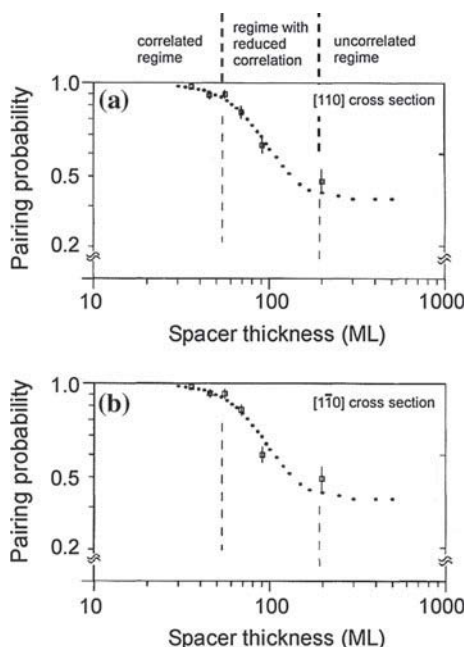 correlated regime
regime with reduced correlation
uncorrelated regime
(a)
[110] cross section
Pairing probability
1.0
0.5
0.2
10
100
1000
Spacer thickness (ML)
(b)
[11̄0] cross section
Pairing probability
1.0
0.5
0.2
10
100
1000
Spacer thickness (ML)